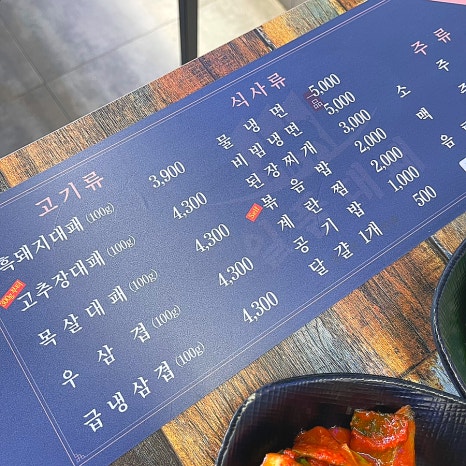 고기류
흑돼지대패 (100g) 3,900
고추장대패 (100g) 4,300
목살대패 (100g) 4,300
우삼겹 (100g) 4,300
급냉삼겹 (100g) 4,300
식사류
물냉면 5,000
비빔냉면 5,000
된장찌개 3,000
볶음밥 2,000
계란찜 2,000
공기밥 1,000
달걀 1개 500
주류
소주
맥주
음